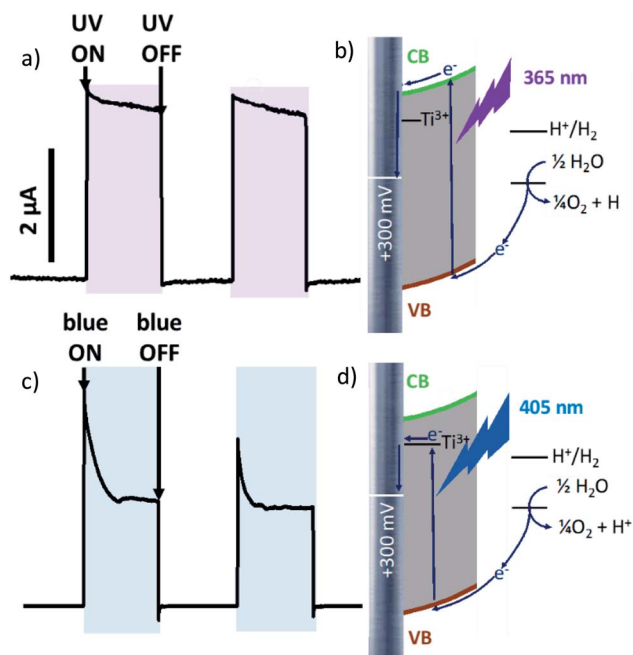 UV UV
ON OFF
a)
2 µA
b)
CB
e-
365 nm
Ti³⁺
H⁺/H₂
½ H₂O
¼O₂ + H
+300 mV
e-
VB
blue blue
ON OFF
c)
d)
CB
405 nm
e-
Ti³⁺
H⁺/H₂
½ H₂O
¼O₂ + H⁺
+300 mV
e-
VB